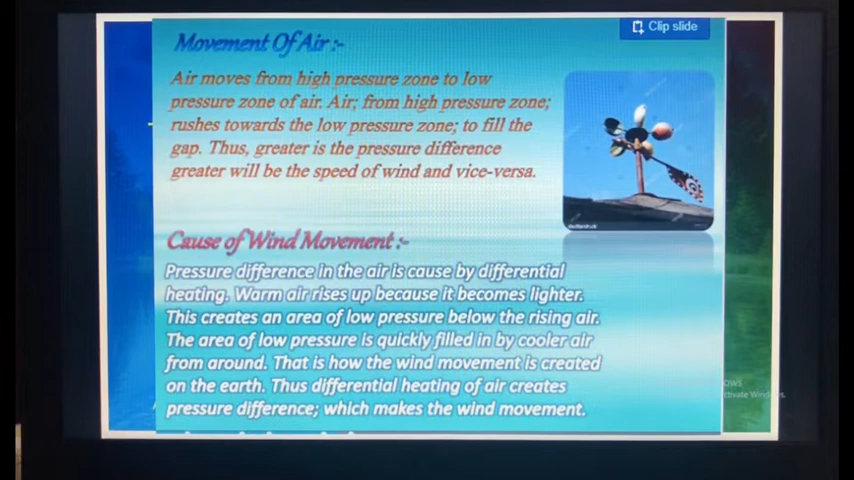 Movement Of Air :-
Clip slide
Air moves from high pressure zone to low
pressure zone of air. Air; from high pressure zone;
rushes towards the low pressure zone; to fill the
gap. Thus, greater is the pressure difference
greater will be the speed of wind and vice-versa.
Cause of Wind Movement :-
Pressure difference in the air is cause by differential
heating. Warm air rises up because it becomes lighter.
This creates an area of low pressure below the rising air.
The area of low pressure is quickly filled in by cooler air
from around. That is how the wind movement is created
on the earth. Thus differential heating of air creates
pressure difference; which makes the wind movement.